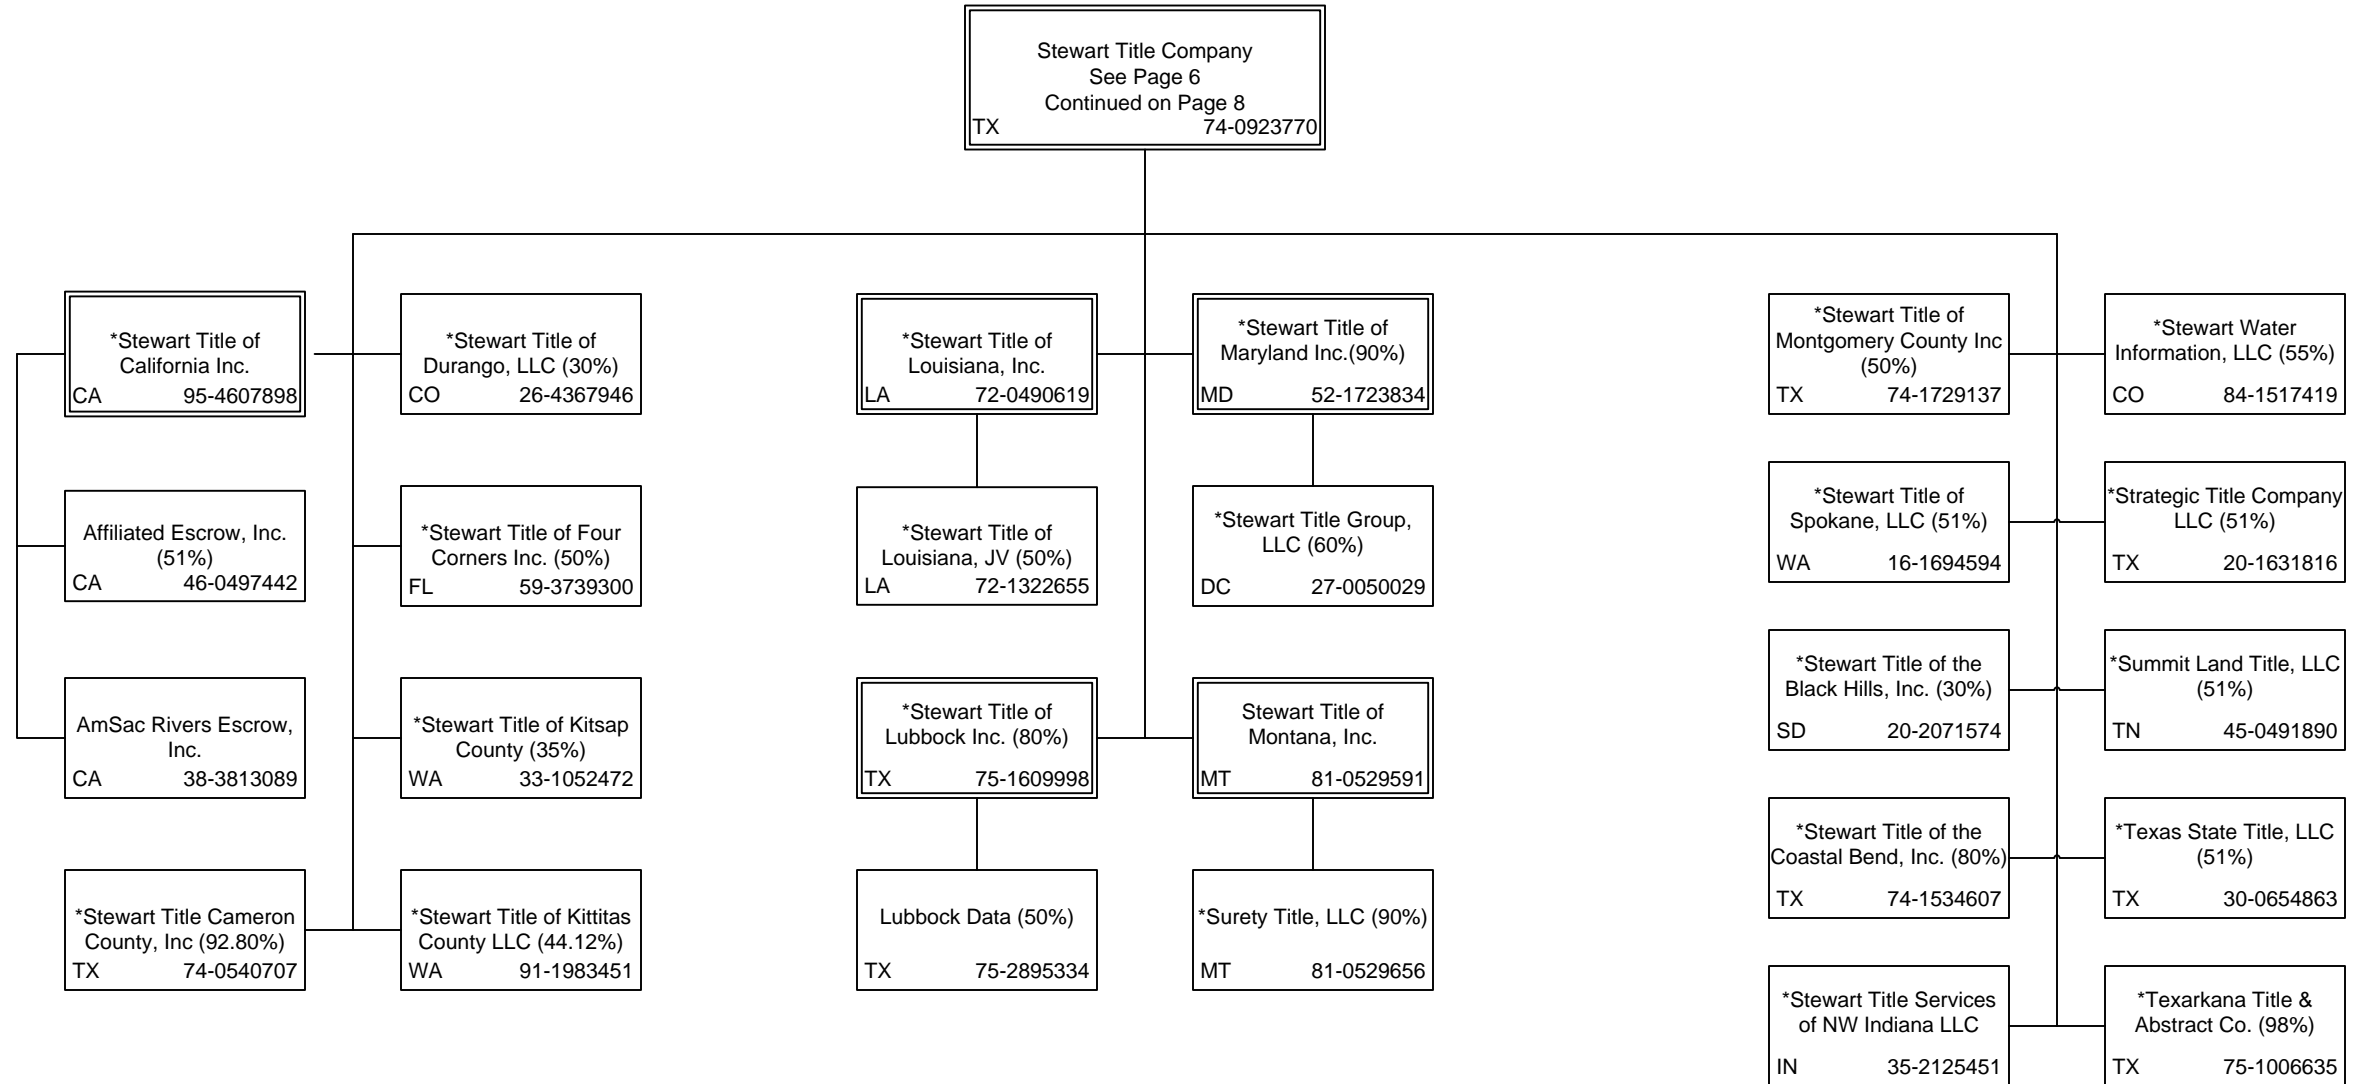 Stewart Title Company
See Page 6
Continued on Page 8
TX 74-0923770
*Stewart Title of
California Inc.
CA 95-4607898
*Stewart Title of
Durango, LLC (30%)
CO 26-4367946
*Stewart Title of
Louisiana, Inc.
LA 72-0490619
*Stewart Title of
Maryland Inc.(90%)
MD 52-1723834
*Stewart Title of
Montgomery County Inc
(50%)
TX 74-1729137
*Stewart Water
Information, LLC (55%)
CO 84-1517419
Affiliated Escrow, Inc.
(51%)
CA 46-0497442
*Stewart Title of Four
Corners Inc. (50%)
FL 59-3739300
*Stewart Title of
Louisiana, JV (50%)
LA 72-1322655
*Stewart Title Group,
LLC (60%)
DC 27-0050029
*Stewart Title of
Spokane, LLC (51%)
WA 16-1694594
*Strategic Title Company
LLC (51%)
TX 20-1631816
AmSac Rivers Escrow,
Inc.
CA 38-3813089
*Stewart Title of Kitsap
County (35%)
WA 33-1052472
*Stewart Title of
Lubbock Inc. (80%)
TX 75-1609998
Stewart Title of
Montana, Inc.
MT 81-0529591
*Stewart Title of the
Black Hills, Inc. (30%)
SD 20-2071574
*Summit Land Title, LLC
(51%)
TN 45-0491890
*Stewart Title Cameron
County, Inc (92.80%)
TX 74-0540707
*Stewart Title of Kittitas
County LLC (44.12%)
WA 91-1983451
Lubbock Data (50%)
TX 75-2895334
*Surety Title, LLC (90%)
MT 81-0529656
*Stewart Title of the
Coastal Bend, Inc. (80%)
TX 74-1534607
*Texas State Title, LLC
(51%)
TX 30-0654863
*Stewart Title Services
of NW Indiana LLC
IN 35-2125451
*Texarkana Title &
Abstract Co. (98%)
TX 75-1006635